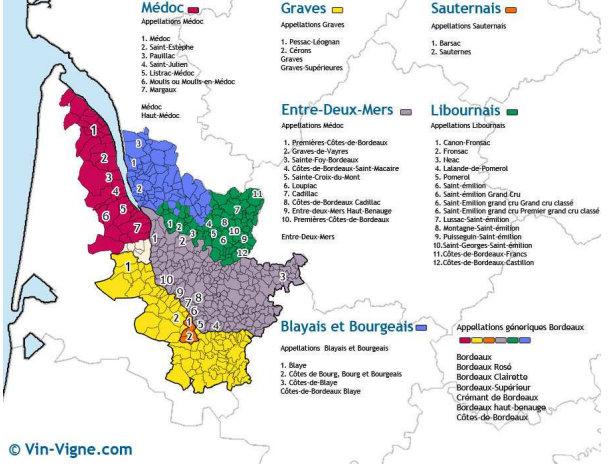 Médoc
Appellations Médoc
1. Médoc
2. Saint-Estèphe
3. Pauillac
4. Saint-Julien
5. Listrac-Médoc
6. Moulis ou Moulis-en-Médoc
7. Margaux
Médoc
Haut-Médoc
Graves
Appellations Graves
1. Pessac-Léognan
2. Cérons
Graves
Graves-Supérieures
Sauternais
Appellations Sauternais
1. Barsac
2. Sauternes
Entre-Deux-Mers
Appellations Médoc
1. Premières-Côtes-de-Bordeaux
2. Graves-de-Vayres
3. Sainte-Foy-Bordeaux
4. Côtes-de-Bordeaux-Saint-Macaire
5. Sainte-Croix-du-Mont
6. Loupiac
7. Cadillac
8. Côtes-de-Bordeaux Cadillac
9. Entre-deux-Mers Haut-Benauge
10. Premières-Côtes-de-Bordeaux
Entre-Deux-Mers
Libournais
Appellations Libournais
1. Canon-Fronsac
2. Fronsac
3. Neac
4. Lalande-de-Pomerol
5. Pomerol
6. Saint-émilion
6. Saint-émilion Grand Cru
6. Saint-Emilion grand cru Grand cru classé
6. Saint-Emilion grand cru Premier grand cru classé
7. Lussac-Saint-émilion
8. Montagne-Saint-émilion
9. Puisseguin-Saint-émilion
10.Saint-Georges-Saint-émilion
11.Côtes-de-Bordeaux-Francs
12.Côtes-de-Bordeaux-Castillon
1
2
3
4
5
6
7
3
1
2
1
2
3
4
5
6
7
8
9
10
11
12
1
2
3
10
9
8
7
6
5
4
1
2
1
2
Blayais et Bourgeais
Appellations Blayais et Bourgeais
1. Blaye
2. Côtes de Bourg, Bourg et Bourgeais
3. Côtes-de-Blaye
Côtes-de-Bordeaux Blaye
Appellations génériques Bordeaux
Bordeaux
Bordeaux Rosé
Bordeaux Clairette
Bordeaux-Supérieur
Crémant de Bordeaux
Bordeaux haut-benauge
Côtes-de-Bordeaux
© Vin-Vigne.com